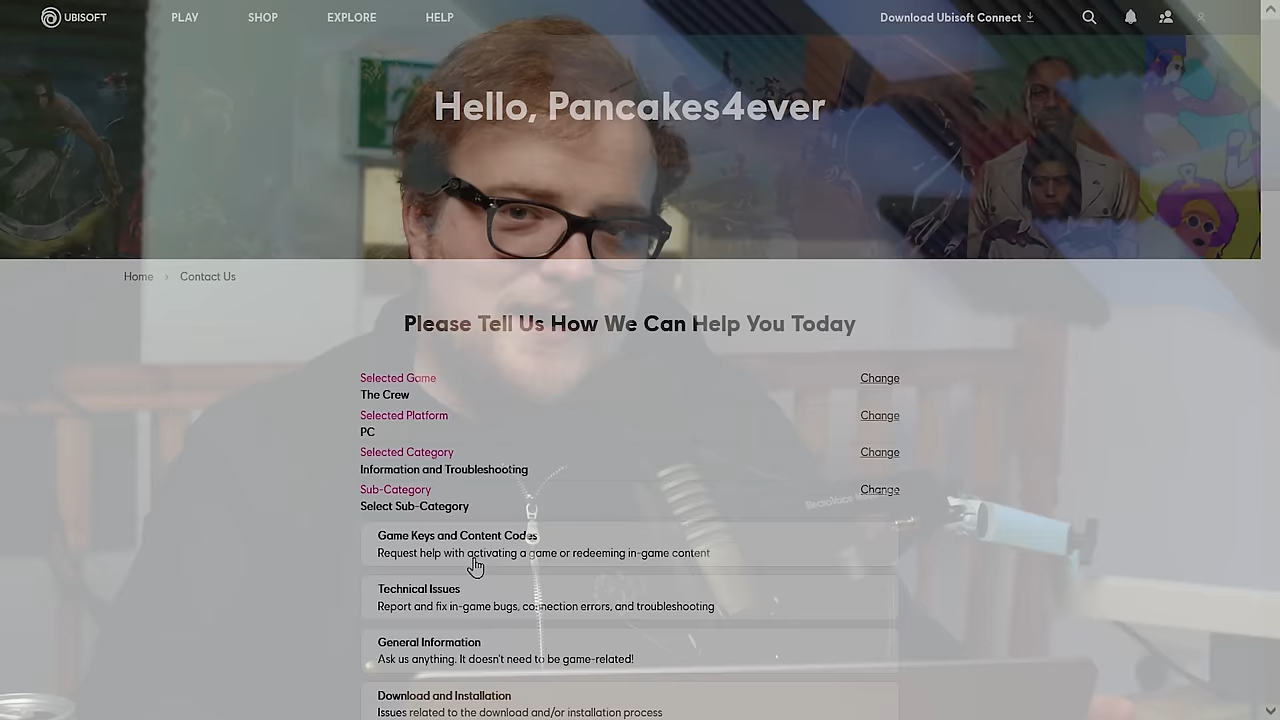 UBISOFT
PLAY
SHOP
EXPLORE
HELP
Download Ubisoft Connect
Hello, Pancakes4ever
Home > Contact Us
Please Tell Us How We Can Help You Today
Selected Game
The Crew
Change
Selected Platform
PC
Change
Selected Category
Information and Troubleshooting
Change
Sub-Category
Select Sub-Category
Change
Game Keys and Content Codes
Request help with activating a game or redeeming in-game content
Technical Issues
Report and fix in-game bugs, connection errors, and troubleshooting
General Information
Ask us anything. It doesn't need to be game-related!
Download and Installation
Issues related to the download and/or installation process